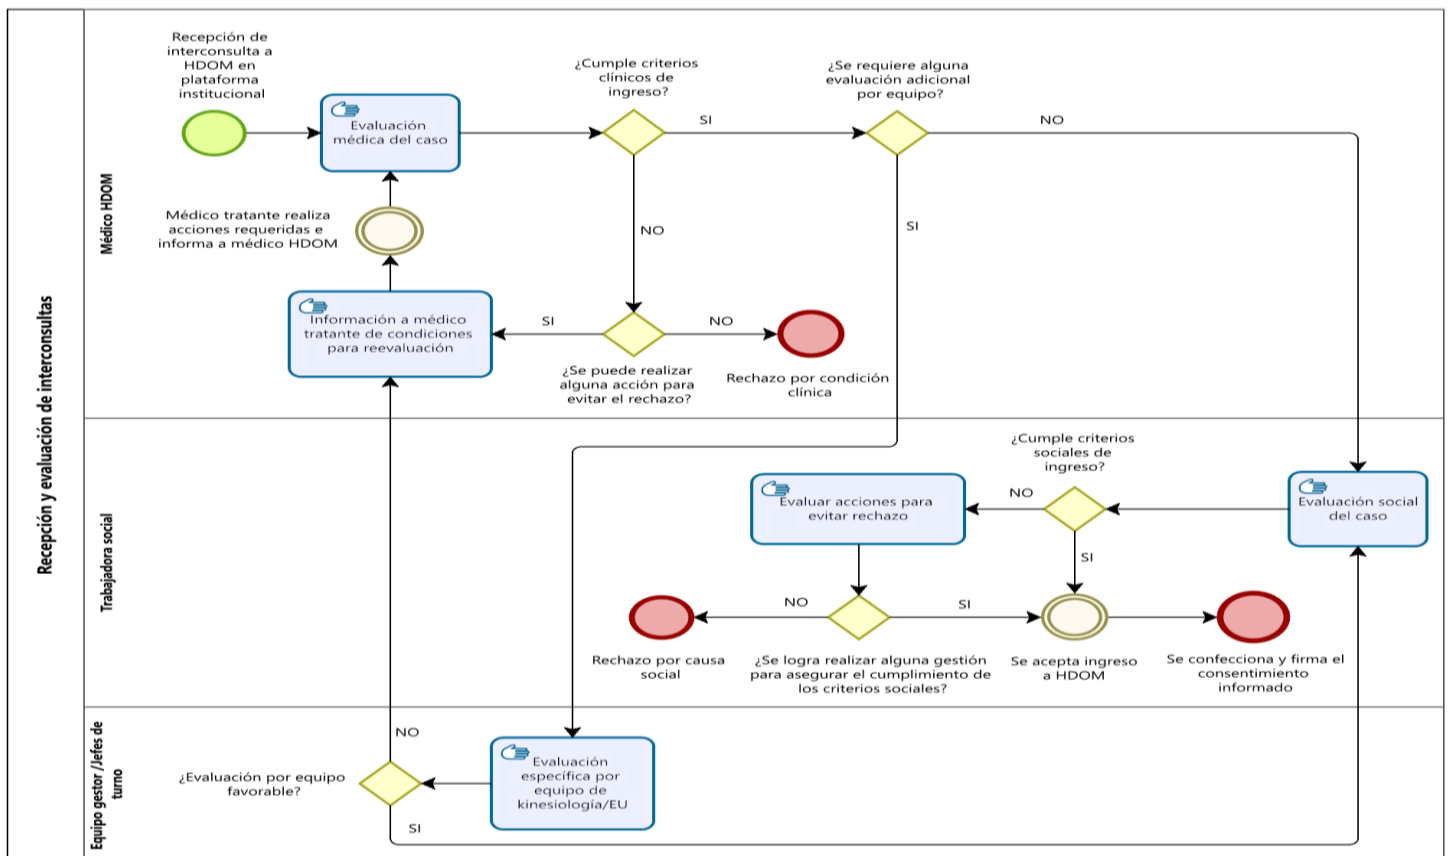 Recepción y evaluación de interconsultas
Médico HDOM
Recepción de
interconsulta a
HDOM en
plataforma
institucional
Evaluación
médica del caso
¿Cumple criterios
clínicos de
ingreso?
SI
¿Se requiere alguna
evaluación adicional
por equipo?
NO
SI
NO
Médico tratante realiza
acciones requeridas e
informa a médico HDOM
Información a médico
tratante de condiciones
para reevaluación
SI
NO
¿Se puede realizar
alguna acción para
evitar el rechazo?
Rechazo por condición
clínica
Trabajadora social
¿Cumple criterios
sociales de
ingreso?
Evaluar acciones para
evitar rechazo
NO
Evaluación social
del caso
SI
NO
SI
Rechazo por causa
social
¿Se logra realizar alguna gestión
para asegurar el cumplimiento de
los criterios sociales?
Se acepta ingreso
a HDOM
Se confecciona y firma el
consentimiento
informado
Equipo gestor /Jefes de
turno
NO
¿Evaluación por equipo
favorable?
Evaluación
específica por
equipo de
kinesiología/EU
SI